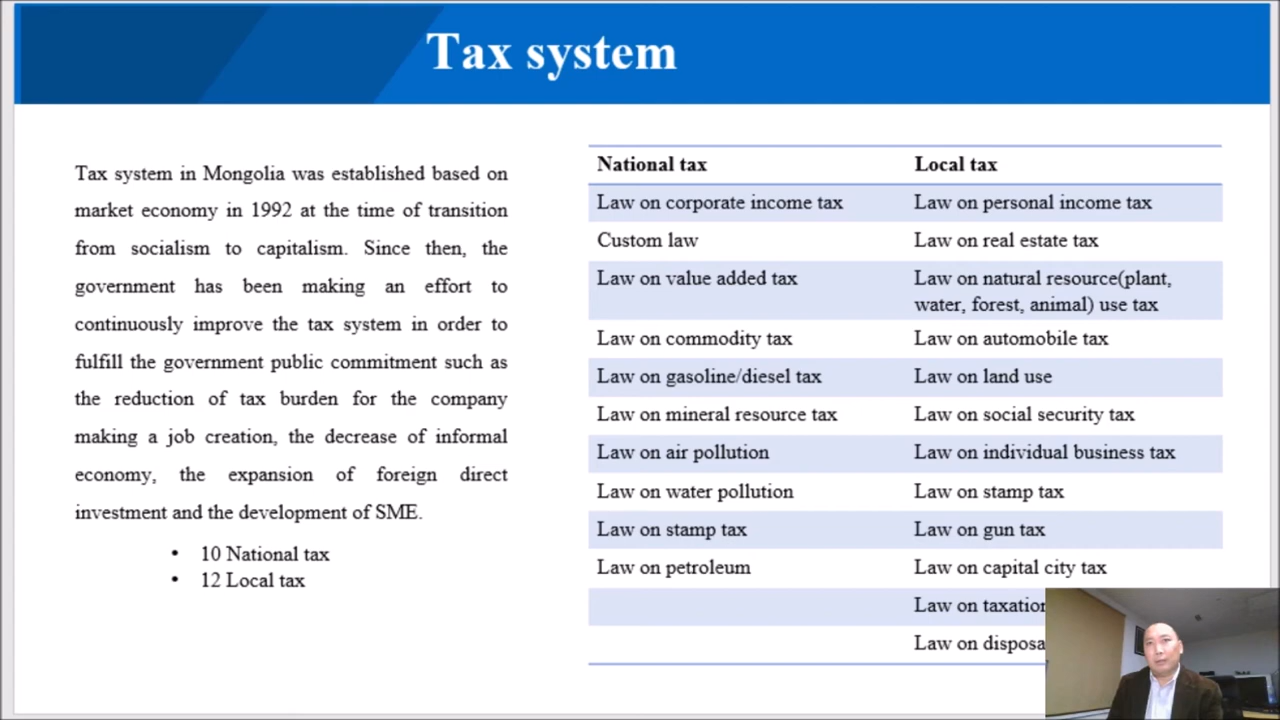 Tax system
Tax system in Mongolia was established based on
market economy in 1992 at the time of transition
from socialism to capitalism. Since then, the
government has been making an effort to
continuously improve the tax system in order to
fulfill the government public commitment such as
the reduction of tax burden for the company
making a job creation, the decrease of informal
economy, the expansion of foreign direct
investment and the development of SME.
• 10 National tax
• 12 Local tax
National tax Local tax
Law on corporate income tax Law on personal income tax
Custom law Law on real estate tax
Law on value added tax Law on natural resource(plant,
water, forest, animal) use tax
Law on commodity tax Law on automobile tax
Law on gasoline/diesel tax Law on land use
Law on mineral resource tax Law on social security tax
Law on air pollution Law on individual business tax
Law on water pollution Law on stamp tax
Law on stamp tax Law on gun tax
Law on petroleum Law on capital city tax
Law on
Law on